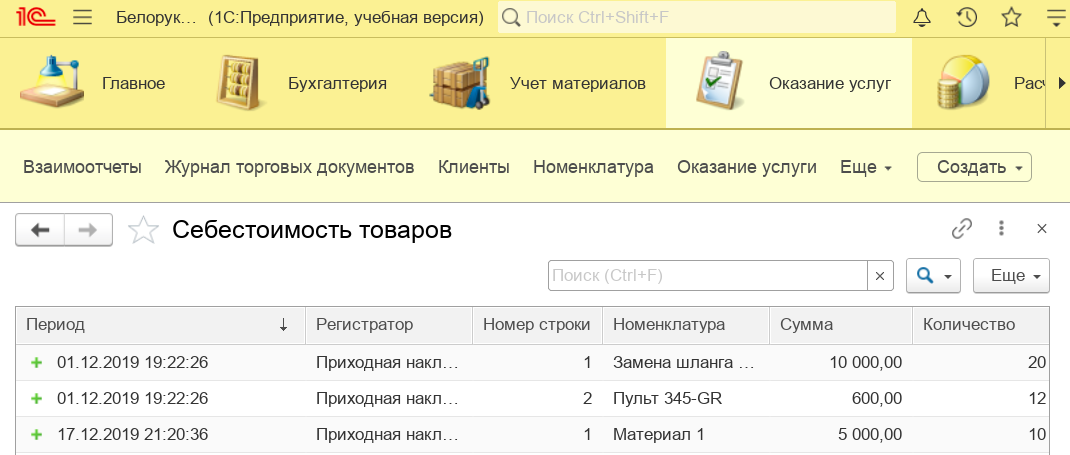 1С Белорук... (1С:Предприятие, учебная версия) Поиск Ctrl+Shift+F
Главное Бухгалтерия Учет материалов Оказание услуг Расч
Взаимоотчеты Журнал торговых документов Клиенты Номенклатура Оказание услуги Еще Создать
Себестоимость товаров
Поиск (Ctrl+F) × Еще
Период Регистратор Номер строки Номенклатура Сумма Количество
01.12.2019 19:22:26 Приходная накл... 1 Замена шланга ... 10 000,00 20
01.12.2019 19:22:26 Приходная накл... 2 Пульт 345-GR 600,00 12
17.12.2019 21:20:36 Приходная накл... 1 Материал 1 5 000,00 10